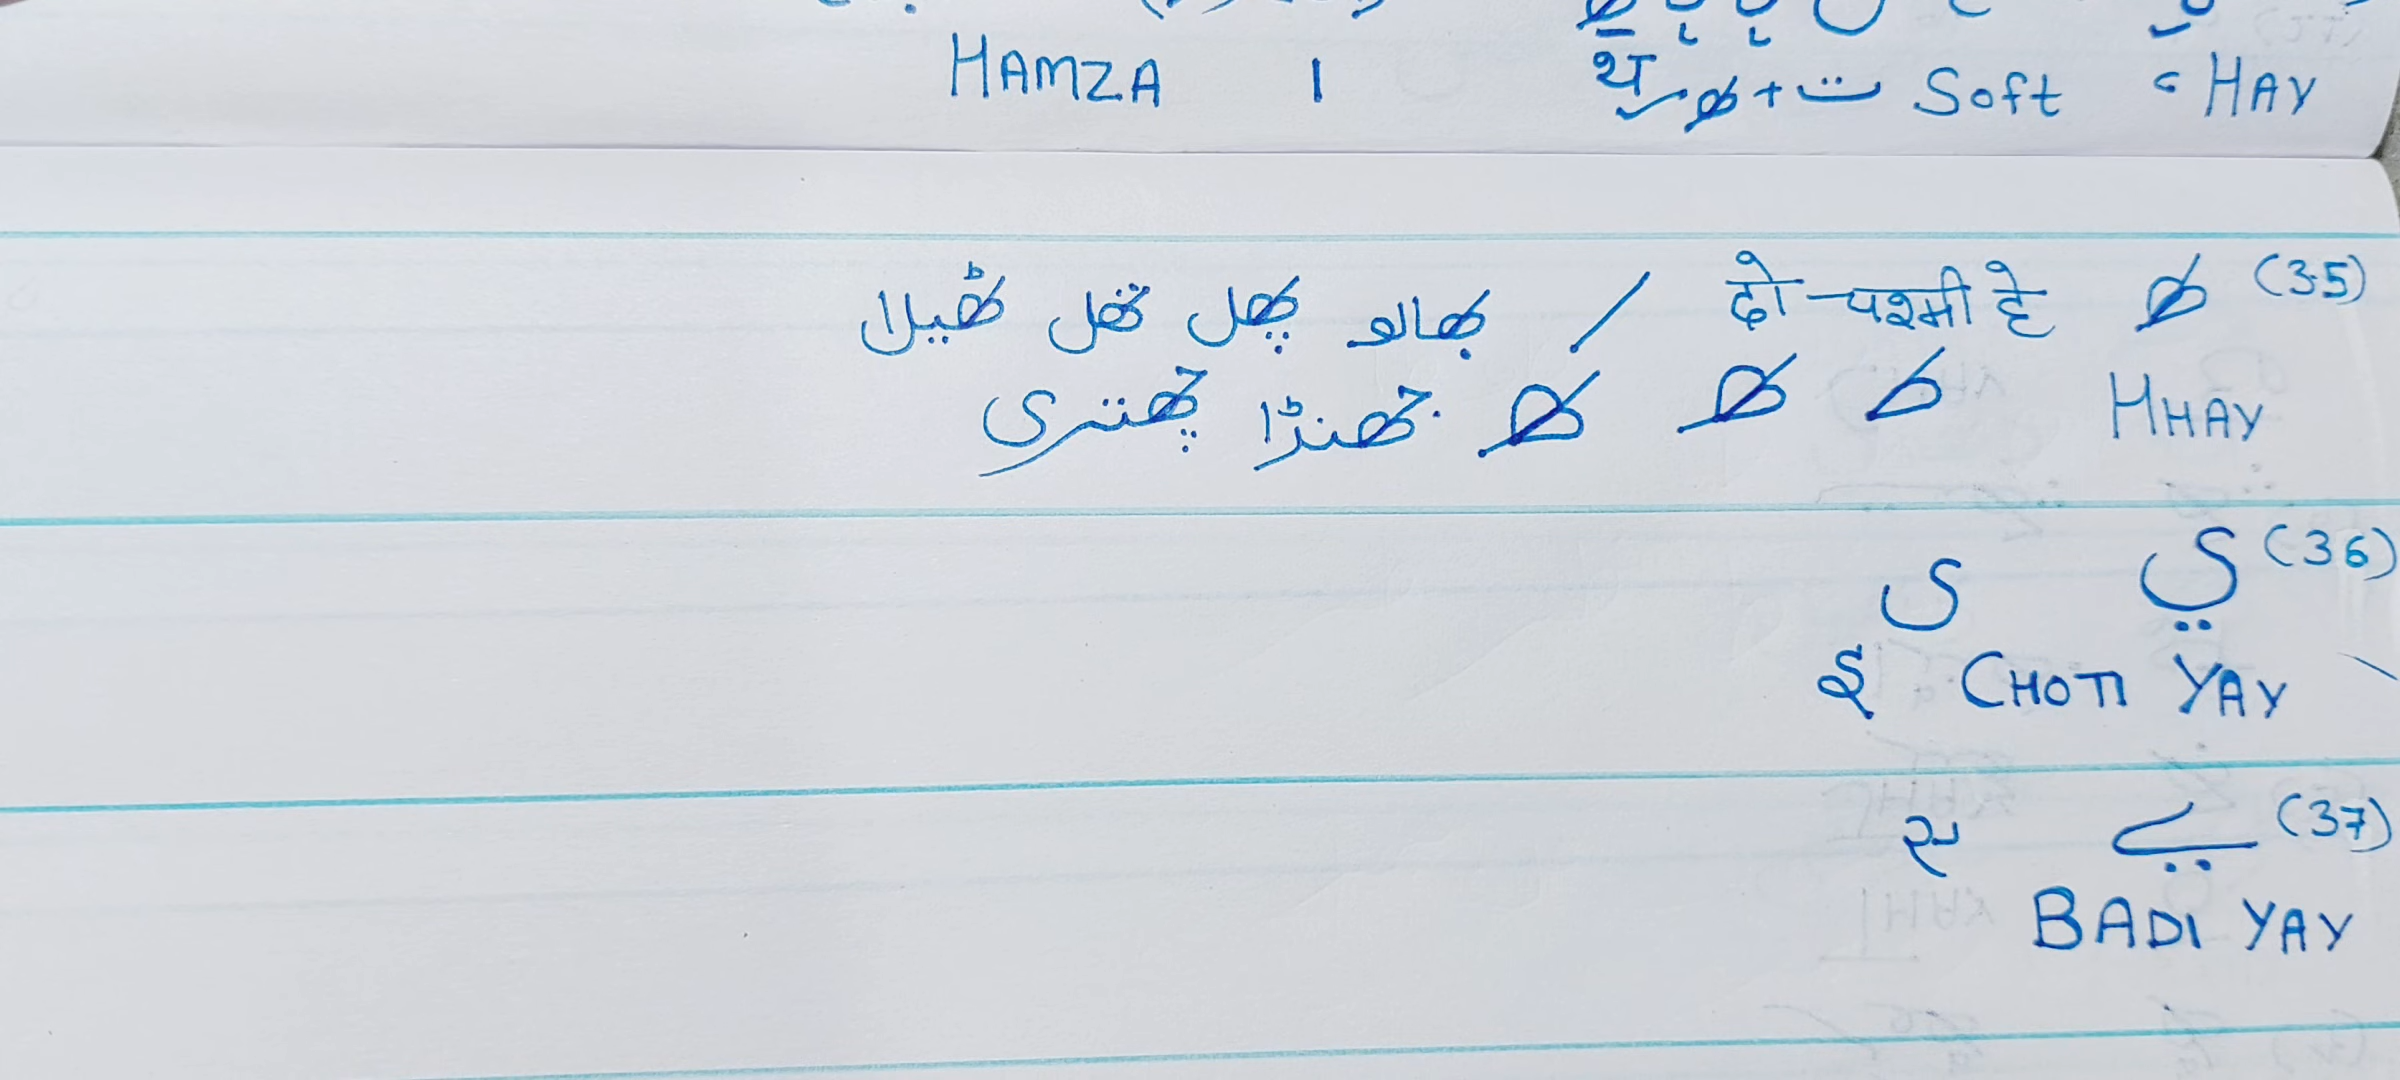 HAY ء Soft ت + ھ = थ ا HAMZA
(35) ھ दो-चश्मी हे / بھالو پھل تھل ٹھیلا
HHAY ھ ھ ھ جھنڈا چھتری
(36) ي ی
CHOTI YAY इ
(37) ے
BADI YAY